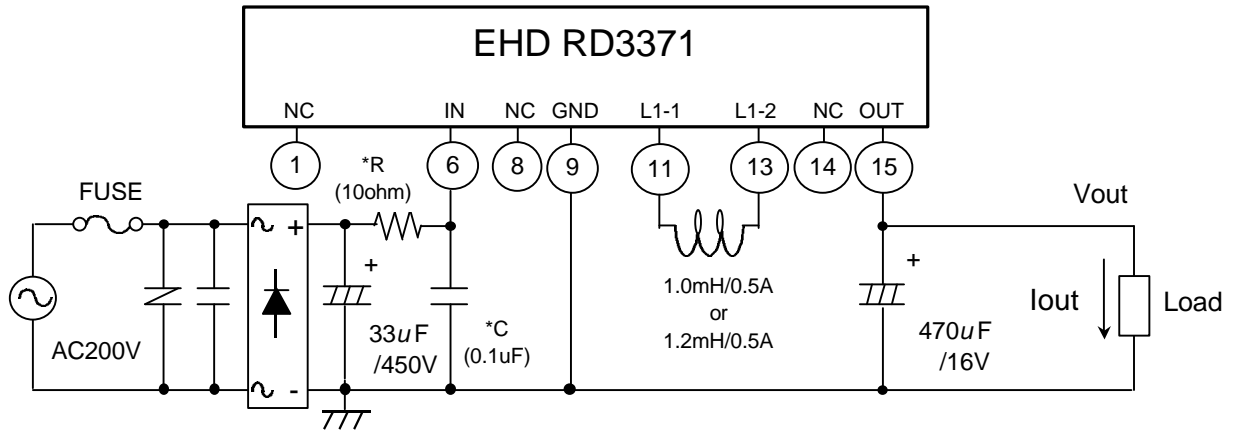 EHD RD3371
NC IN NC GND L1-1 L1-2 NC OUT
1 6 8 9 11 13 14 15
*R
(10ohm)
FUSE
Vout
+
+
+
1.0mH/0.5A
or
1.2mH/0.5A
Iout
Load
AC200V
33uF
/450V
*C
(0.1uF)
470uF
/16V
-